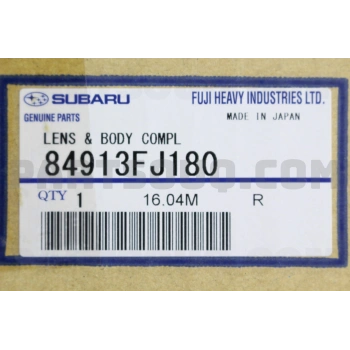 SUBARU FUJI HEAVY INDUSTRIES LTD.
GENUINE PARTS MADE IN JAPAN
LENS & BODY COMPL
84913FJ180
QTY 1 16.04M R